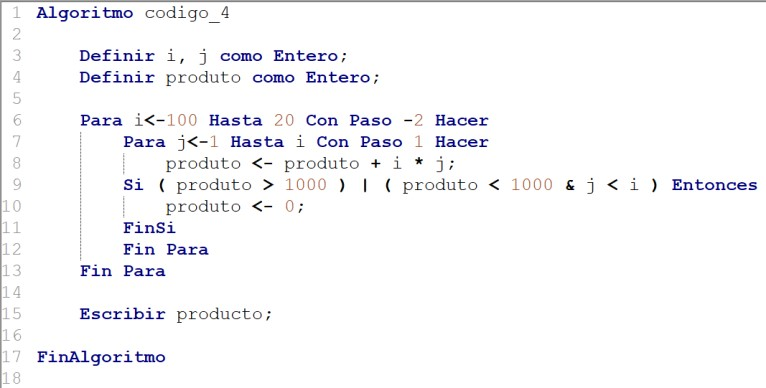 1 Algoritmo codigo_4
2
3 Definir i, j como Entero;
4 Definir produto como Entero;
5
6 Para i<-100 Hasta 20 Con Paso -2 Hacer
7 Para j<-1 Hasta i Con Paso 1 Hacer
8 produto <- produto + i * j;
9 Si ( produto > 1000 ) | ( produto < 1000 & j < i ) Entonces
10 produto <- 0;
11 FinSi
12 Fin Para
13 Fin Para
14
15 Escribir producto;
16
17 FinAlgoritmo
18